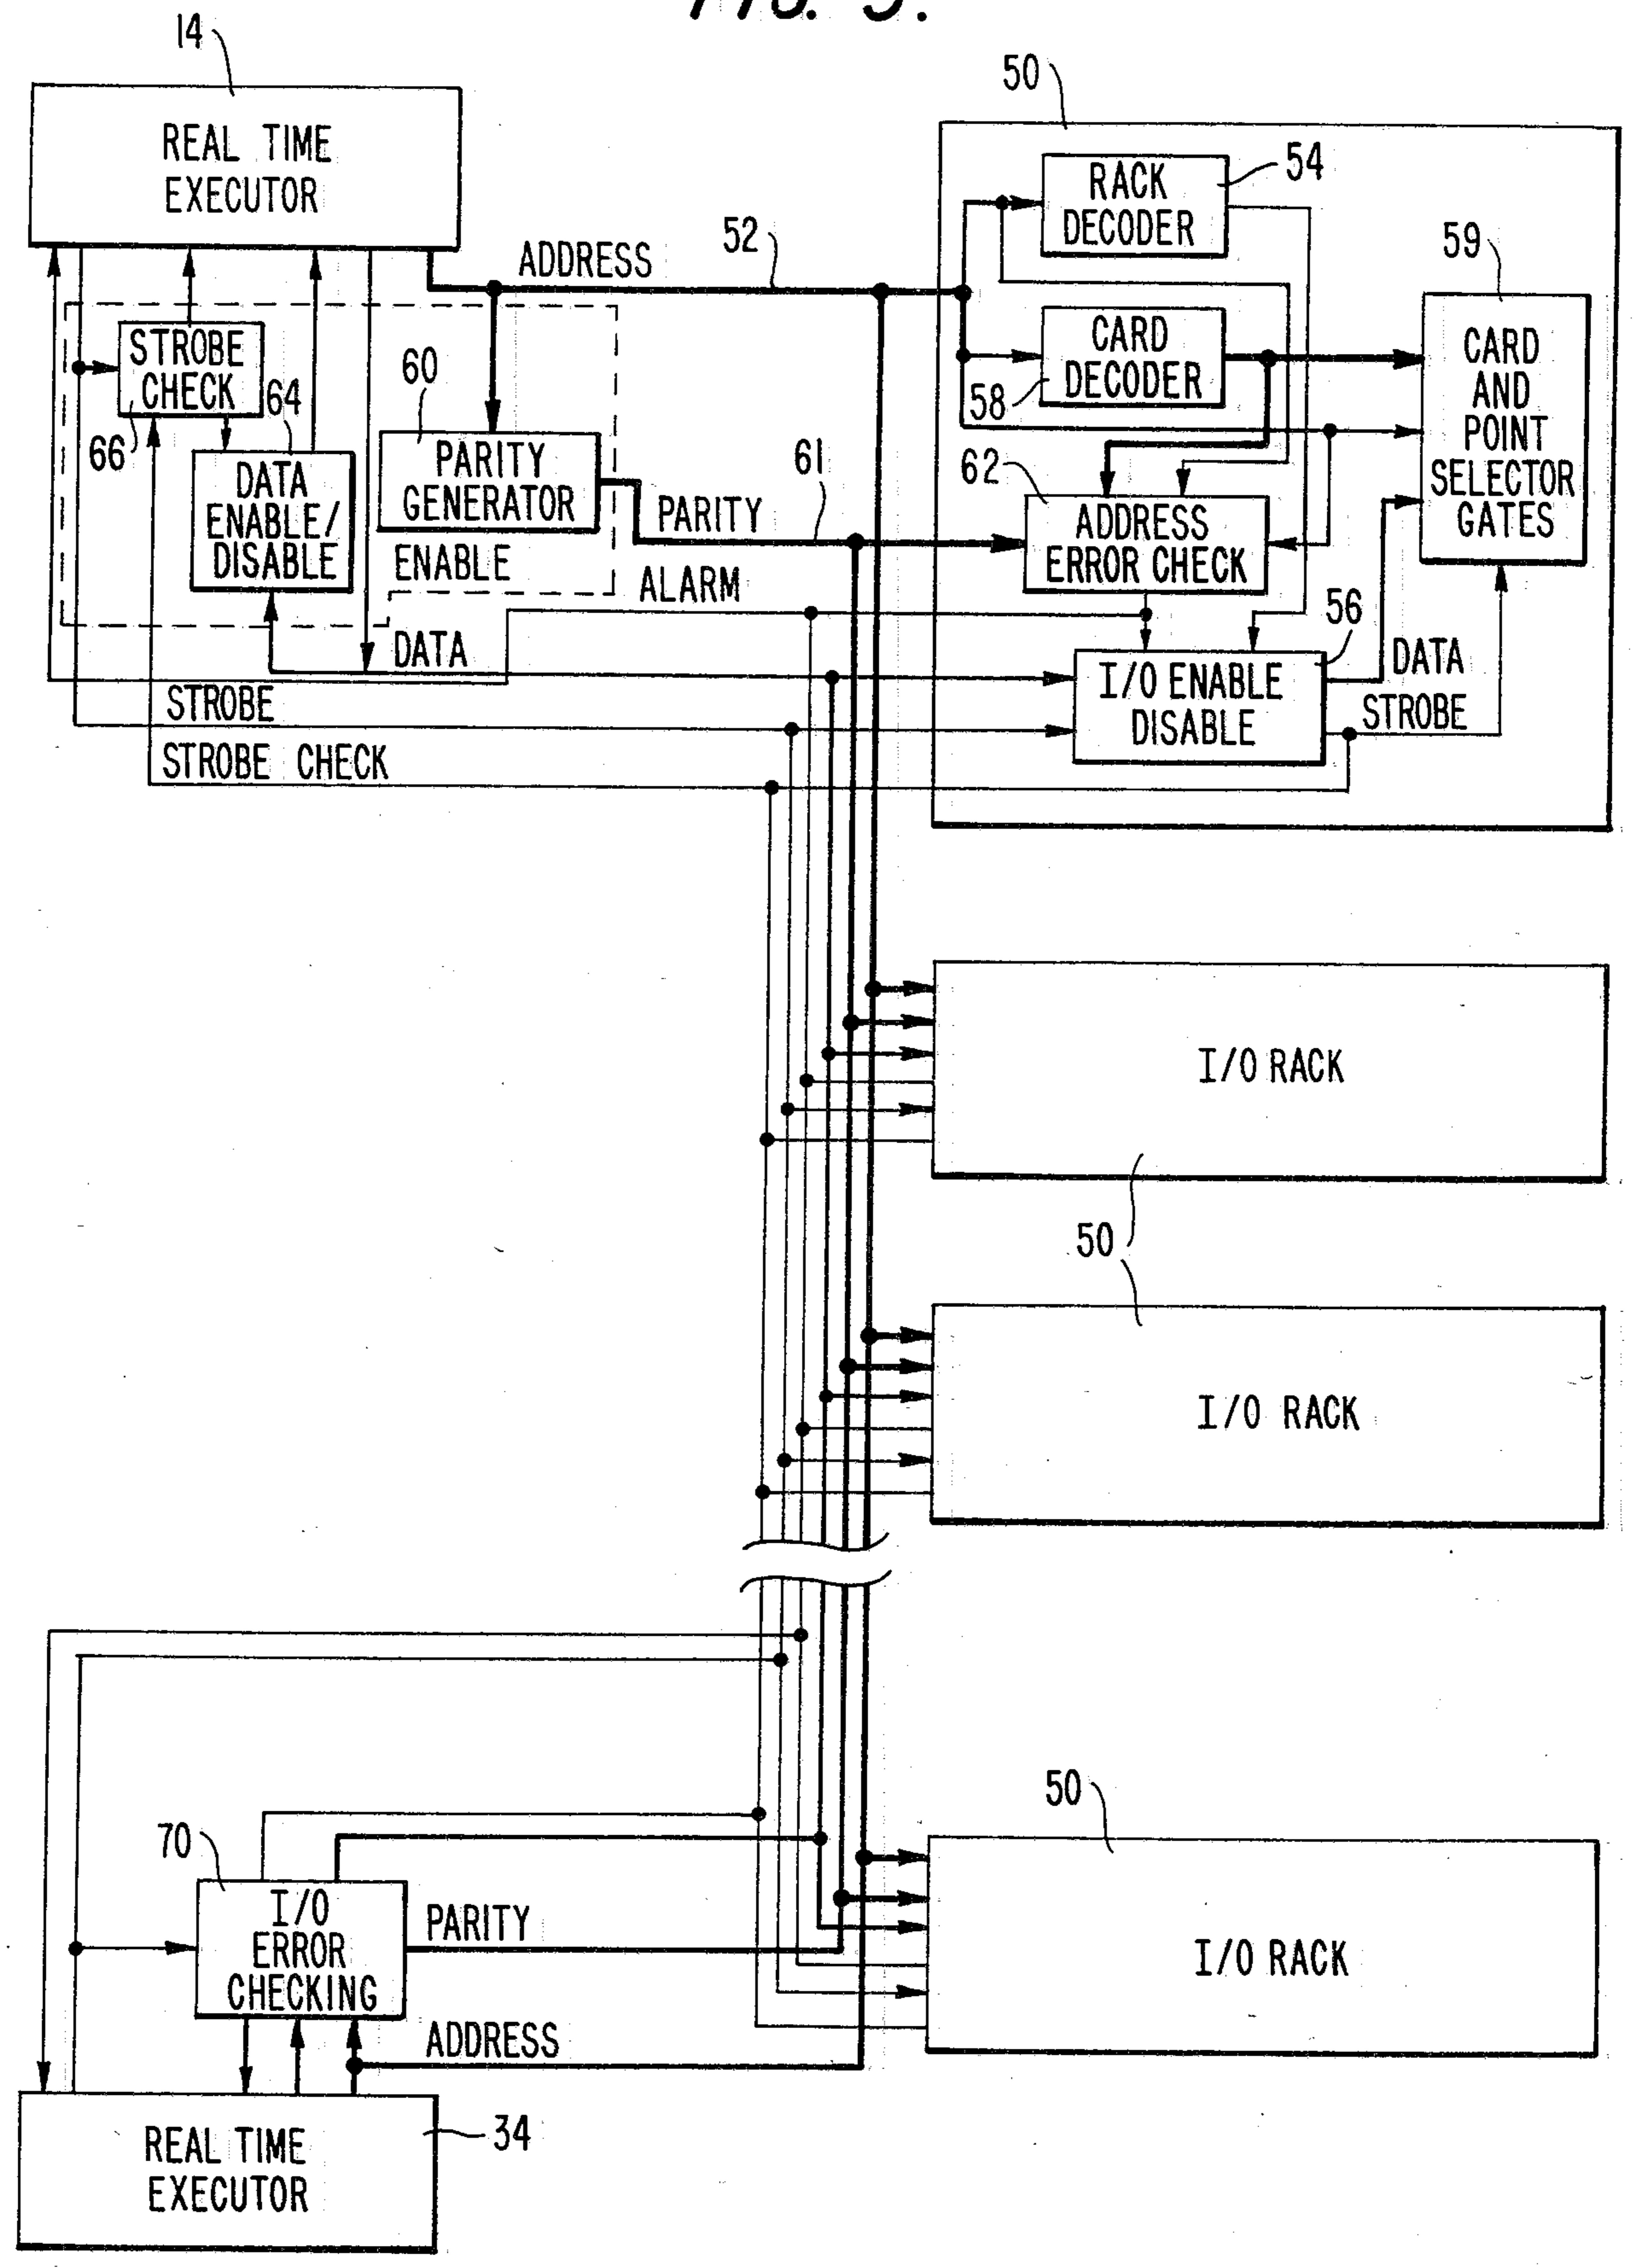 14
REAL TIME
EXECUTOR
50
RACK
DECODER
54
52
ADDRESS
59
CARD
DECODER
58
CARD
AND
POINT
SELECTOR
GATES
STROBE
CHECK
66
64
60
DATA
ENABLE/
DISABLE
PARITY
GENERATOR
ENABLE
PARITY
61
62
ADDRESS
ERROR CHECK
ALARM
56
DATA
I/O ENABLE
DISABLE
DATA
STROBE
STROBE
STROBE CHECK
I/O RACK
50
I/O RACK
50
70
I/O
ERROR
CHECKING
PARITY
I/O RACK
ADDRESS
REAL TIME
EXECUTOR
34